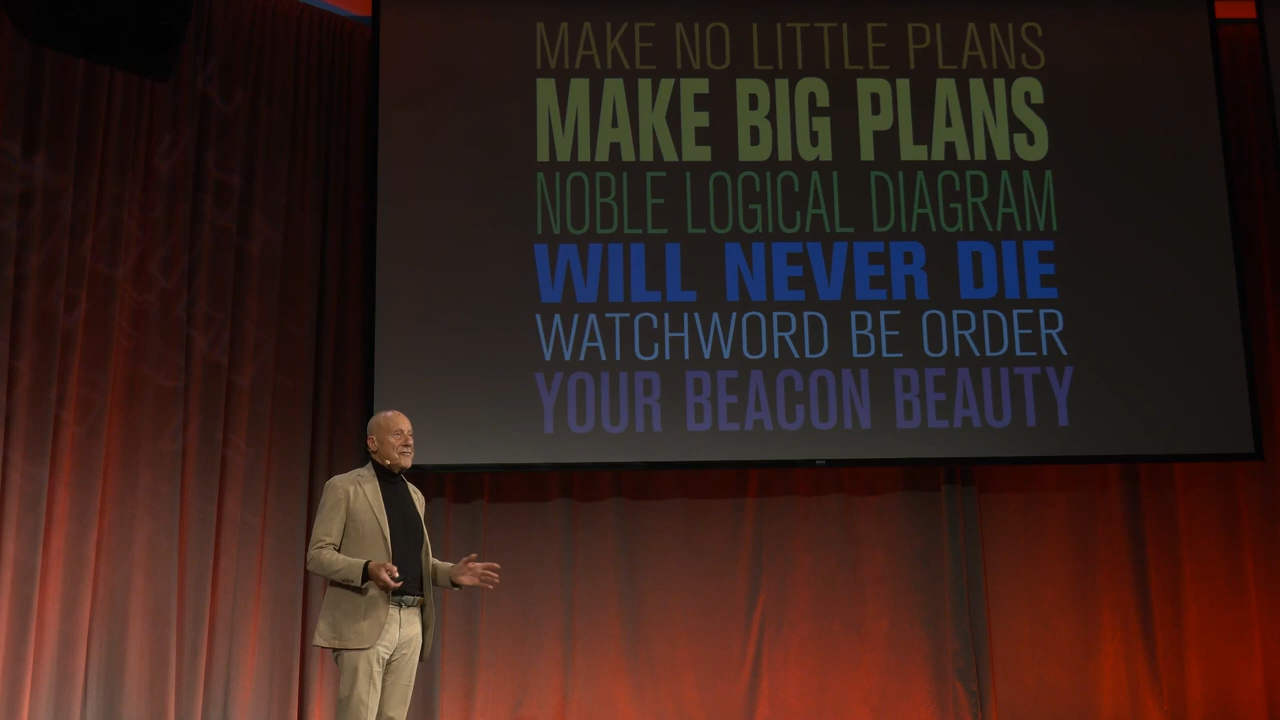 MAKE NO LITTLE PLANS
MAKE BIG PLANS
NOBLE LOGICAL DIAGRAM
WILL NEVER DIE
WATCHWORD BE ORDER
YOUR BEACON BEAUTY